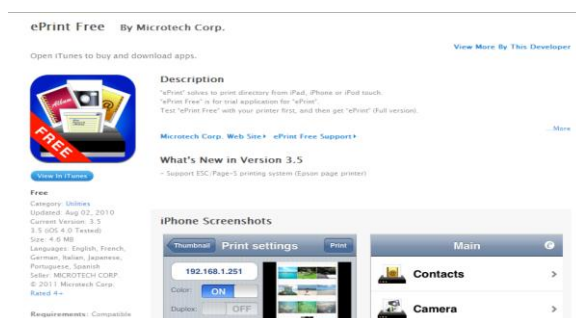 ePrint Free By Microtech Corp.
View More By This Developer
Open iTunes to buy and download apps.
Description
"ePrint" solves to print directory from iPad, iPhone or iPod touch.
"ePrint Free" is for trial application for "ePrint".
Test "ePrint Free" with your printer first, and then get "ePrint" (Full version).
...More
Microtech Corp. Web Site ePrint Free Support
What's New in Version 3.5
- Support ESC/Page-S printing system (Epson page printer)
Album
FREE
View In iTunes
Free
Category: Utilities
Updated: Aug 02, 2010
Current Version: 3.5
3.5 (iOS 4.0 Tested)
Size: 4.0 MB
Languages: English, French,
German, Italian, Japanese,
Portuguese, Spanish
Seller: MICROTECH CORP.
© 2011 Microtech Corp.
Rated 4+
Requirements: Compatible
iPhone Screenshots
Thumbnail Print settings Print
192.168.1.251
Color: ON
Duplex: OFF
Main
Contacts
Camera